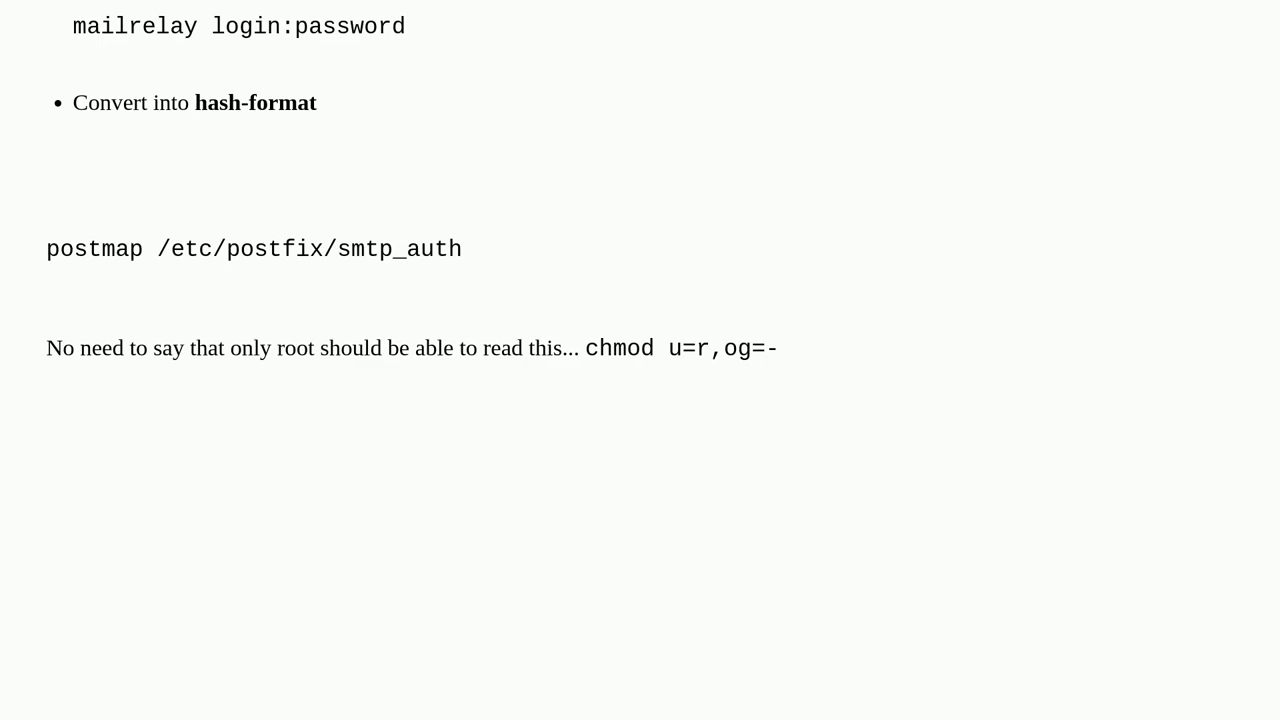 mailrelay login:password
• Convert into hash-format
postmap /etc/postfix/smtp_auth
No need to say that only root should be able to read this... chmod u=r,og=-